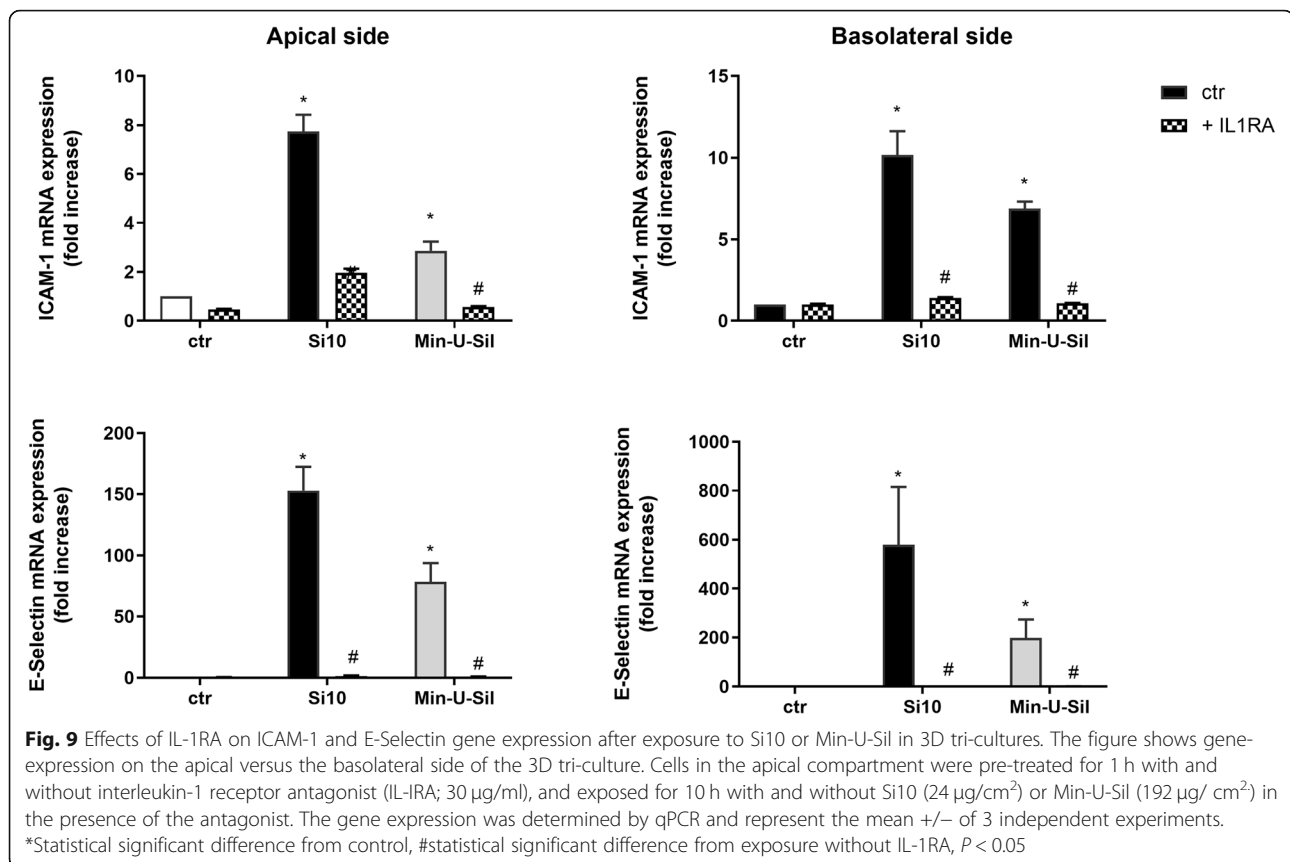 Apical side
Basolateral side
ICAM-1 mRNA expression
(fold increase)
10
8
6
4
2
0
*
*
*
#
ctr
Si10
Min-U-Sil
ICAM-1 mRNA expression
(fold increase)
15
10
5
0
*
#
*
#
ctr
Si10
Min-U-Sil
ctr
+ IL1RA
E-Selectin mRNA expression
(fold increase)
200
150
100
50
0
*
#
*
#
ctr
Si10
Min-U-Sil
E-Selectin mRNA expression
(fold increase)
1000
800
600
400
200
0
*
#
*
#
ctr
Si10
Min-U-Sil
Fig. 9 Effects of IL-1RA on ICAM-1 and E-Selectin gene expression after exposure to Si10 or Min-U-Sil in 3D tri-cultures. The figure shows gene-
expression on the apical versus the basolateral side of the 3D tri-culture. Cells in the apical compartment were pre-treated for 1 h with and
without interleukin-1 receptor antagonist (IL-IRA; 30 μg/ml), and exposed for 10 h with and without Si10 (24 μg/cm²) or Min-U-Sil (192 μg/ cm²) in
the presence of the antagonist. The gene expression was determined by qPCR and represent the mean +/− of 3 independent experiments.
*Statistical significant difference from control, #statistical significant difference from exposure without IL-1RA, P < 0.05